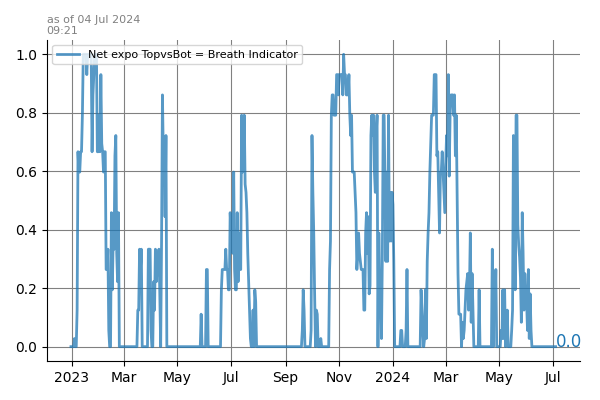 as of 04 Jul 2024
09:21
Net expo TopvsBot = Breath Indicator
1.0
0.8
0.6
0.4
0.2
0.0
0.0
2023 Mar May Jul Sep Nov 2024 Mar May Jul